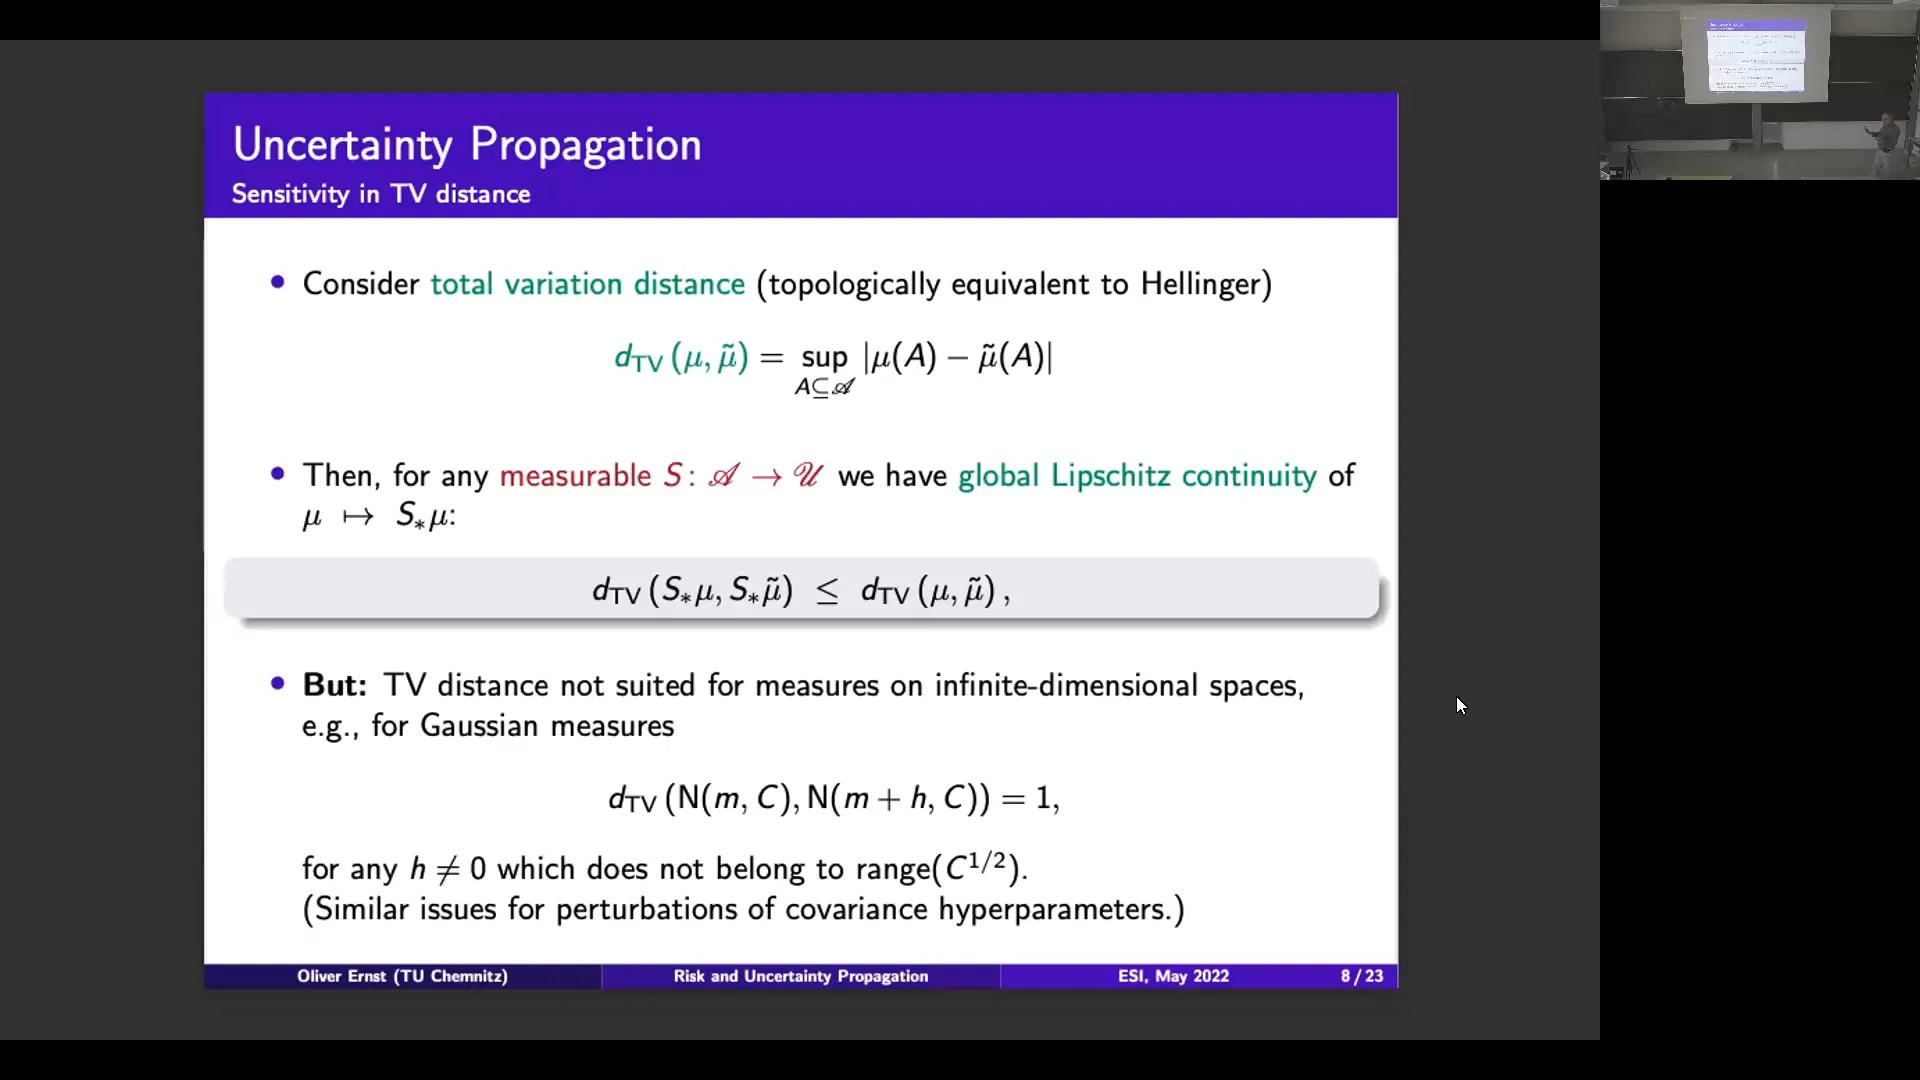 Uncertainty Propagation
Sensitivity in TV distance
• Consider total variation distance (topologically equivalent to Hellinger)
d_TV(μ, μ̃) = sup_{A⊆𝒜} |μ(A) − μ̃(A)|
• Then, for any measurable S: 𝒜 → 𝒰 we have global Lipschitz continuity of
μ ↦ S_*μ:
d_TV(S_*μ, S_*μ̃) ≤ d_TV(μ, μ̃),
• But: TV distance not suited for measures on infinite-dimensional spaces,
e.g., for Gaussian measures
d_TV(N(m, C), N(m + h, C)) = 1,
for any h ≠ 0 which does not belong to range(C^{1/2}).
(Similar issues for perturbations of covariance hyperparameters.)
Oliver Ernst (TU Chemnitz) Risk and Uncertainty Propagation ESI, May 2022 8 / 23